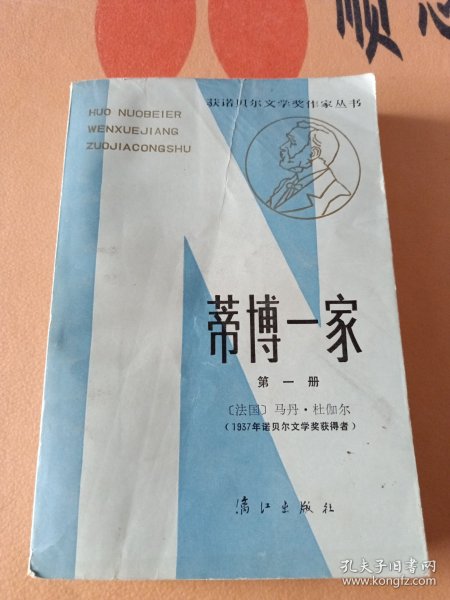 获诺贝尔文学奖作家丛书
HUO NUOBEIER
WENXUEJIANG
ZUOJIACONGSHU
蒂博一家
第一册
〔法国〕马丹·杜伽尔
（1937年诺贝尔文学奖获得者）
漓江出版社
孔夫子旧书网
www.kongfz.com